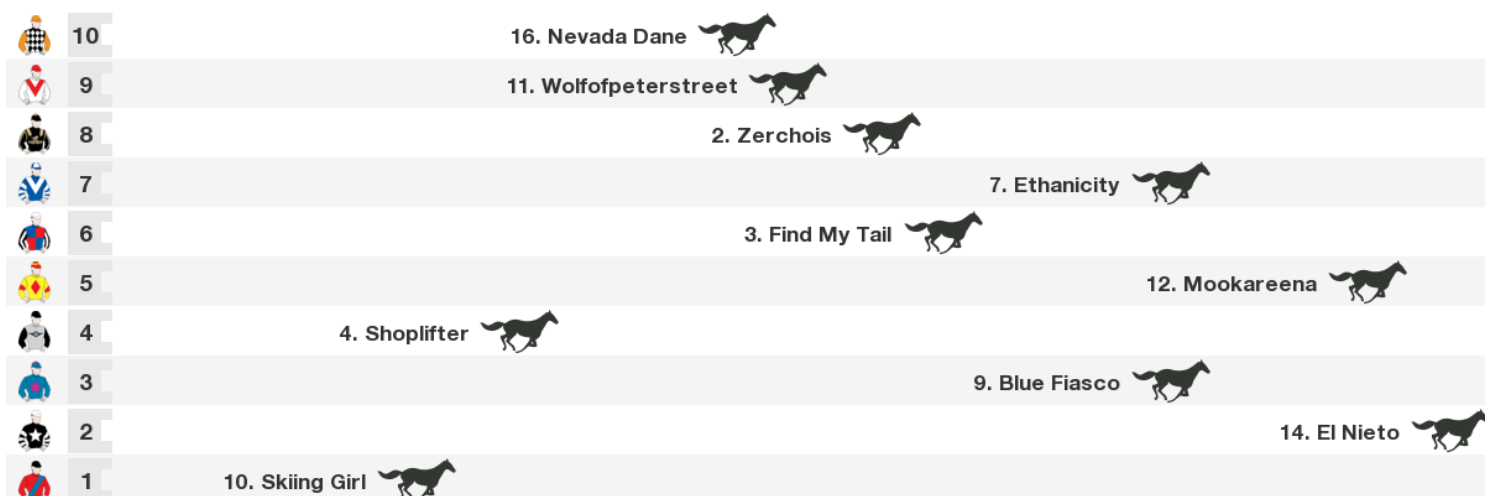 10 16. Nevada Dane
9 11. Wolfofpeterstreet
8 2. Zerchois
7 7. Ethanicity
6 3. Find My Tail
5 12. Mookareena
4 4. Shoplifter
3 9. Blue Fiasco
2 14. El Nieto
1 10. Skiing Girl